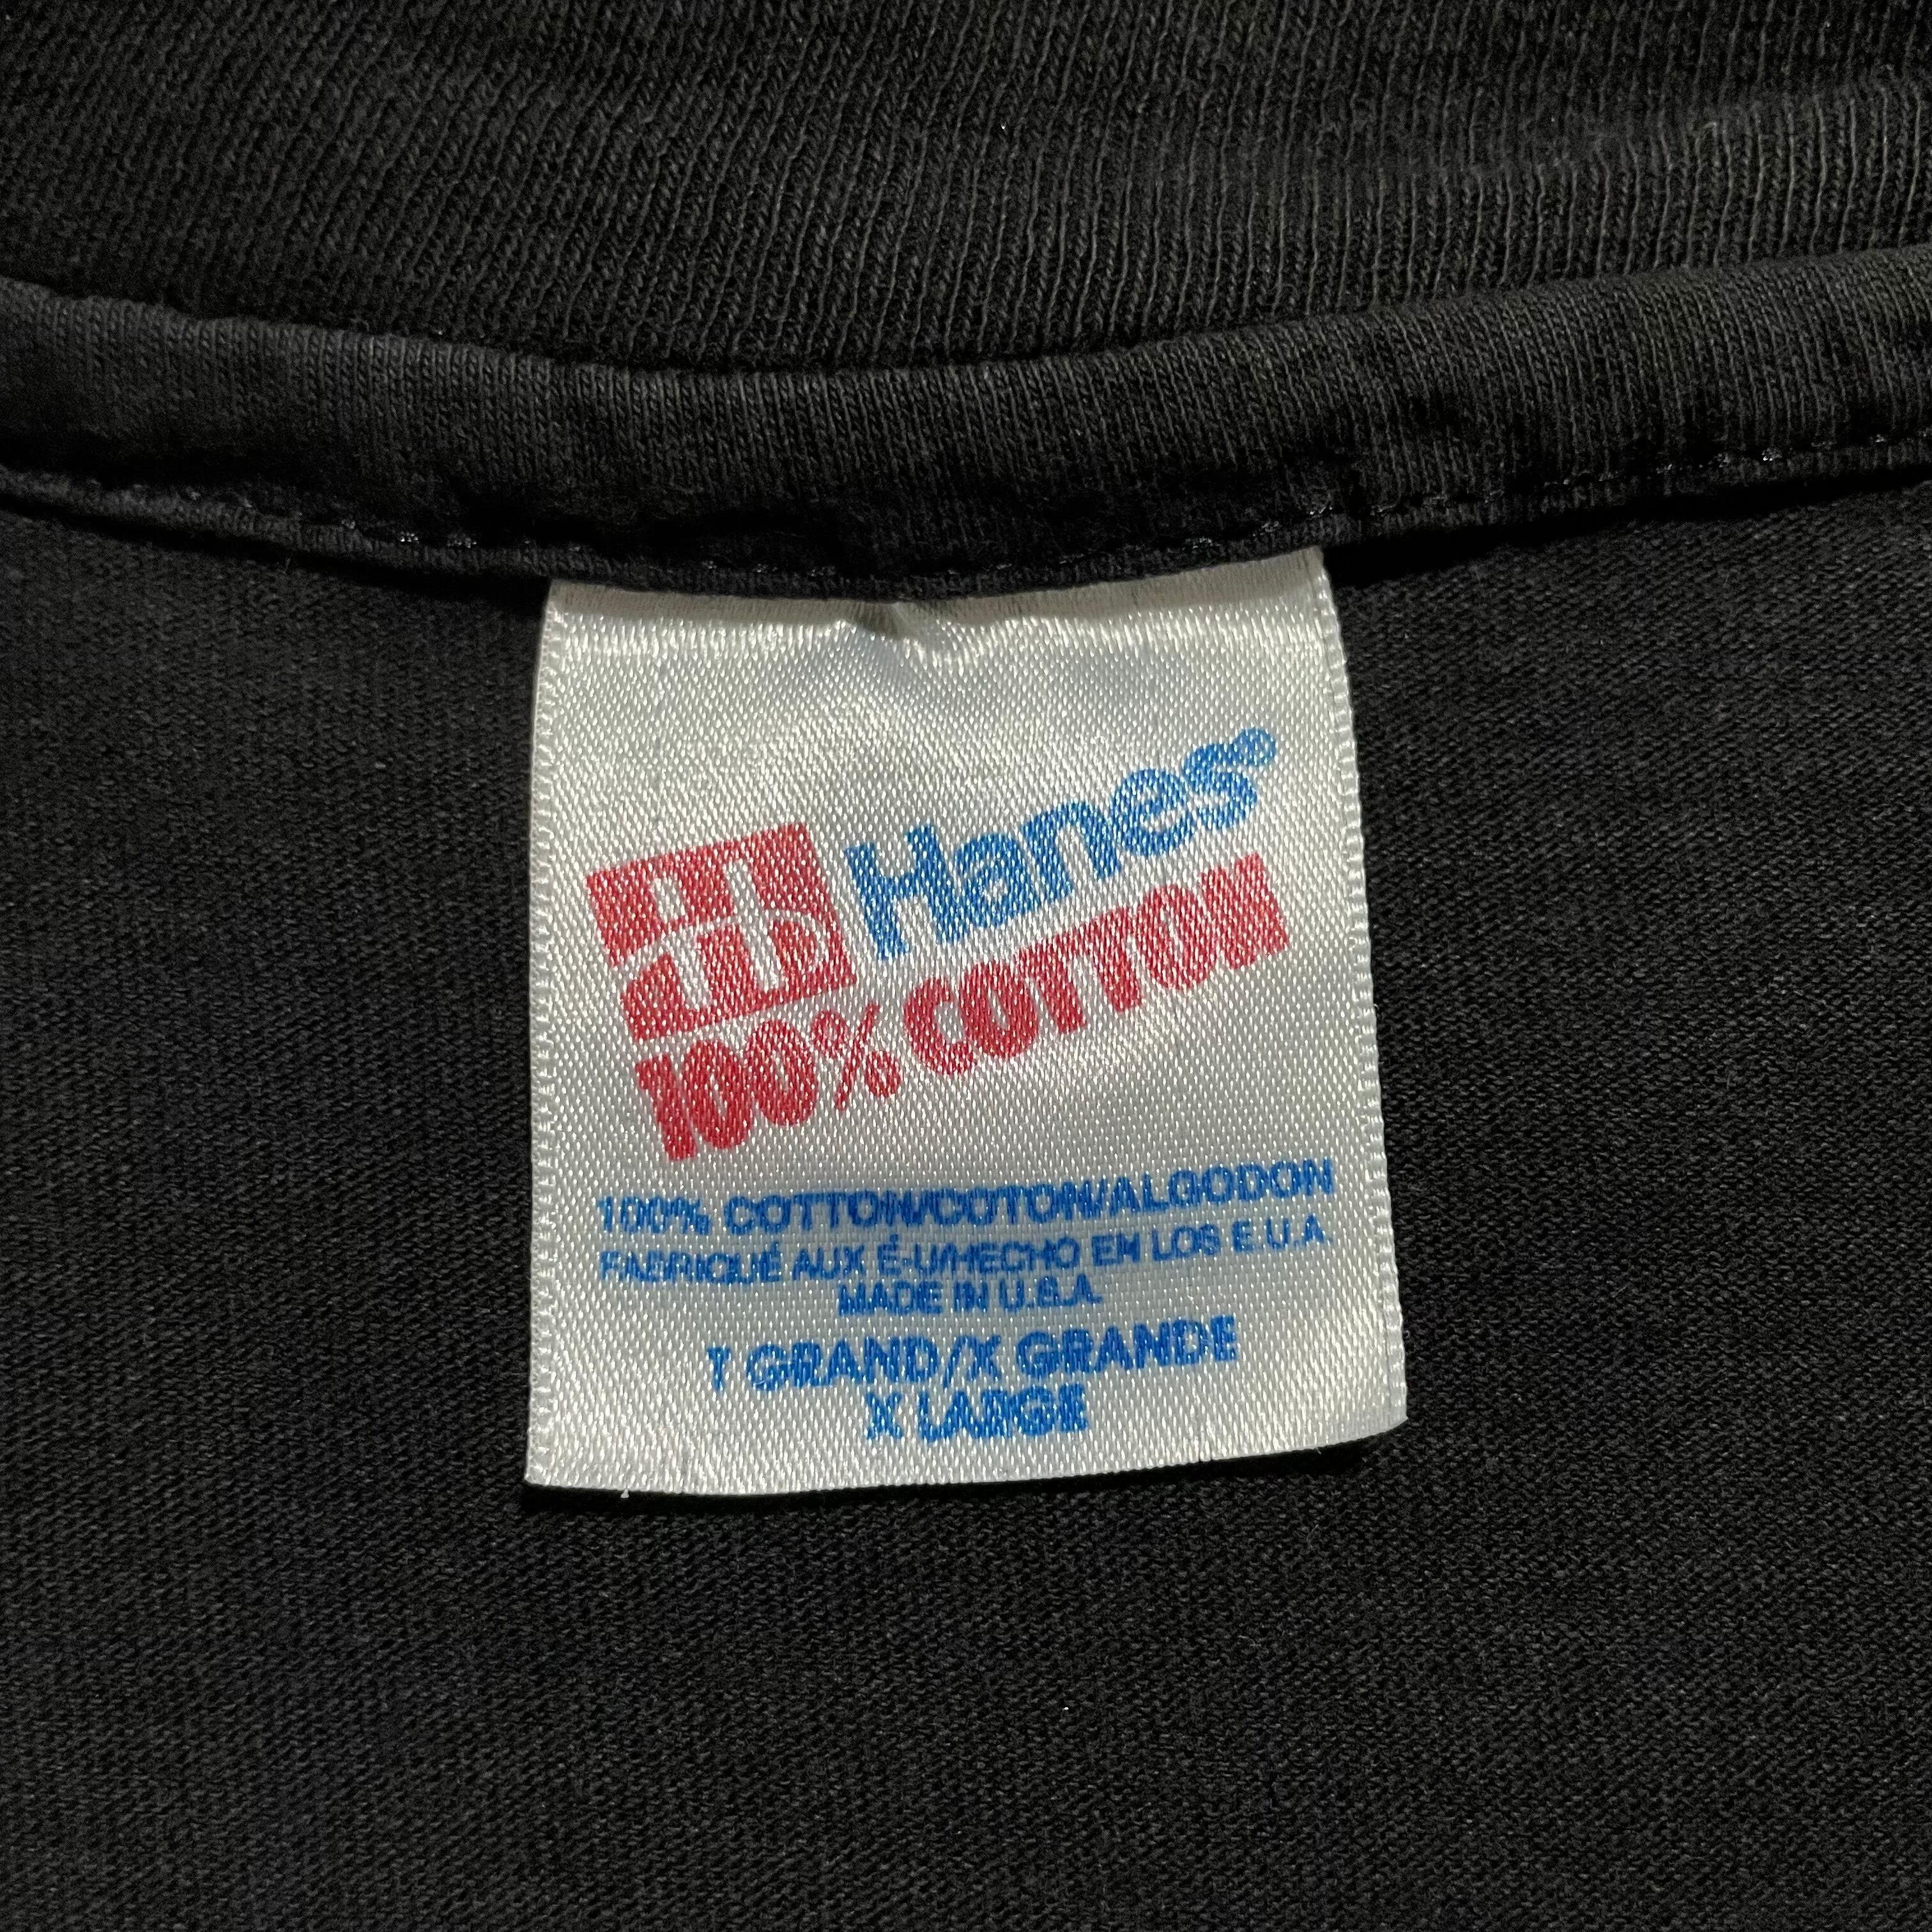 Hanes®
100% COTTON
100% COTTON/COTON/ALGODON
FABRIQUÉ AUX É-U/HECHO EN LOS E.U.A.
MADE IN U.S.A.
T GRAND/X GRANDE
X LARGE